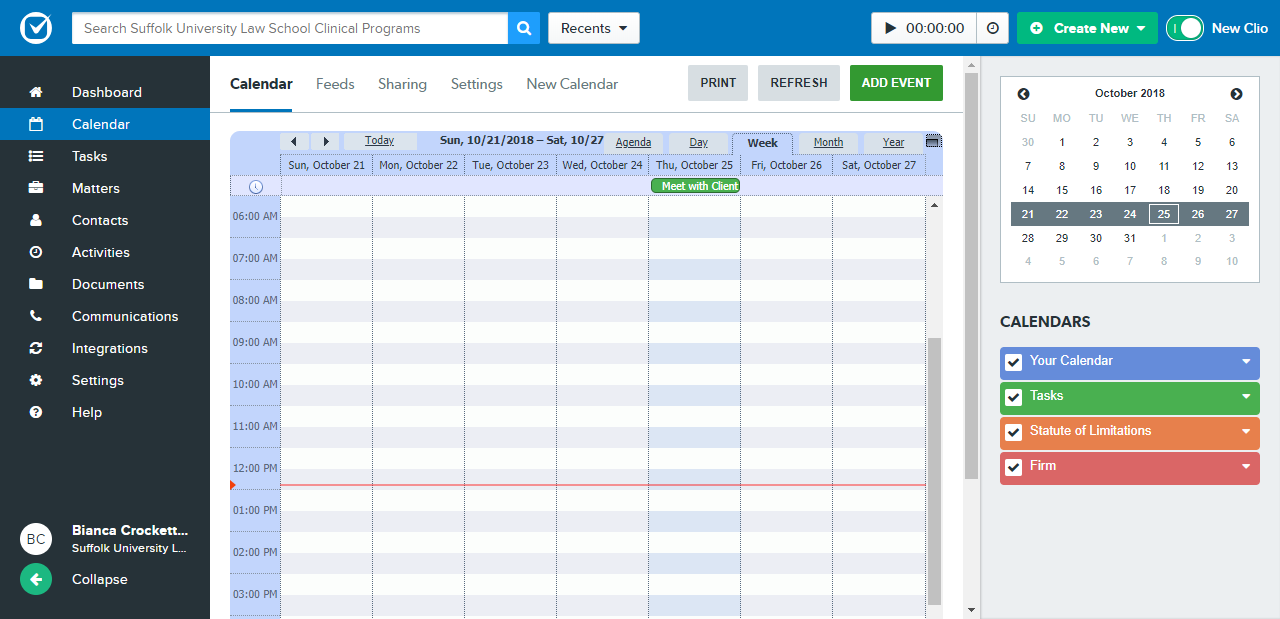 Search Suffolk University Law School Clinical Programs
Recents
00:00:00
Create New
New Clio
Dashboard
Calendar
Tasks
Matters
Contacts
Activities
Documents
Communications
Integrations
Settings
Help
BC
Bianca Crockett...
Suffolk University L...
Collapse
Calendar Feeds Sharing Settings New Calendar
PRINT REFRESH ADD EVENT
Today Sun, 10/21/2018 – Sat, 10/27 Agenda Day Week Month Year
Sun, October 21 Mon, October 22 Tue, October 23 Wed, October 24 Thu, October 25 Fri, October 26 Sat, October 27
Meet with Client
06:00 AM
07:00 AM
08:00 AM
09:00 AM
10:00 AM
11:00 AM
12:00 PM
01:00 PM
02:00 PM
03:00 PM
October 2018
SU MO TU WE TH FR SA
30 1 2 3 4 5 6
7 8 9 10 11 12 13
14 15 16 17 18 19 20
21 22 23 24 25 26 27
28 29 30 31 1 2 3
4 5 6 7 8 9 10
CALENDARS
Your Calendar
Tasks
Statute of Limitations
Firm